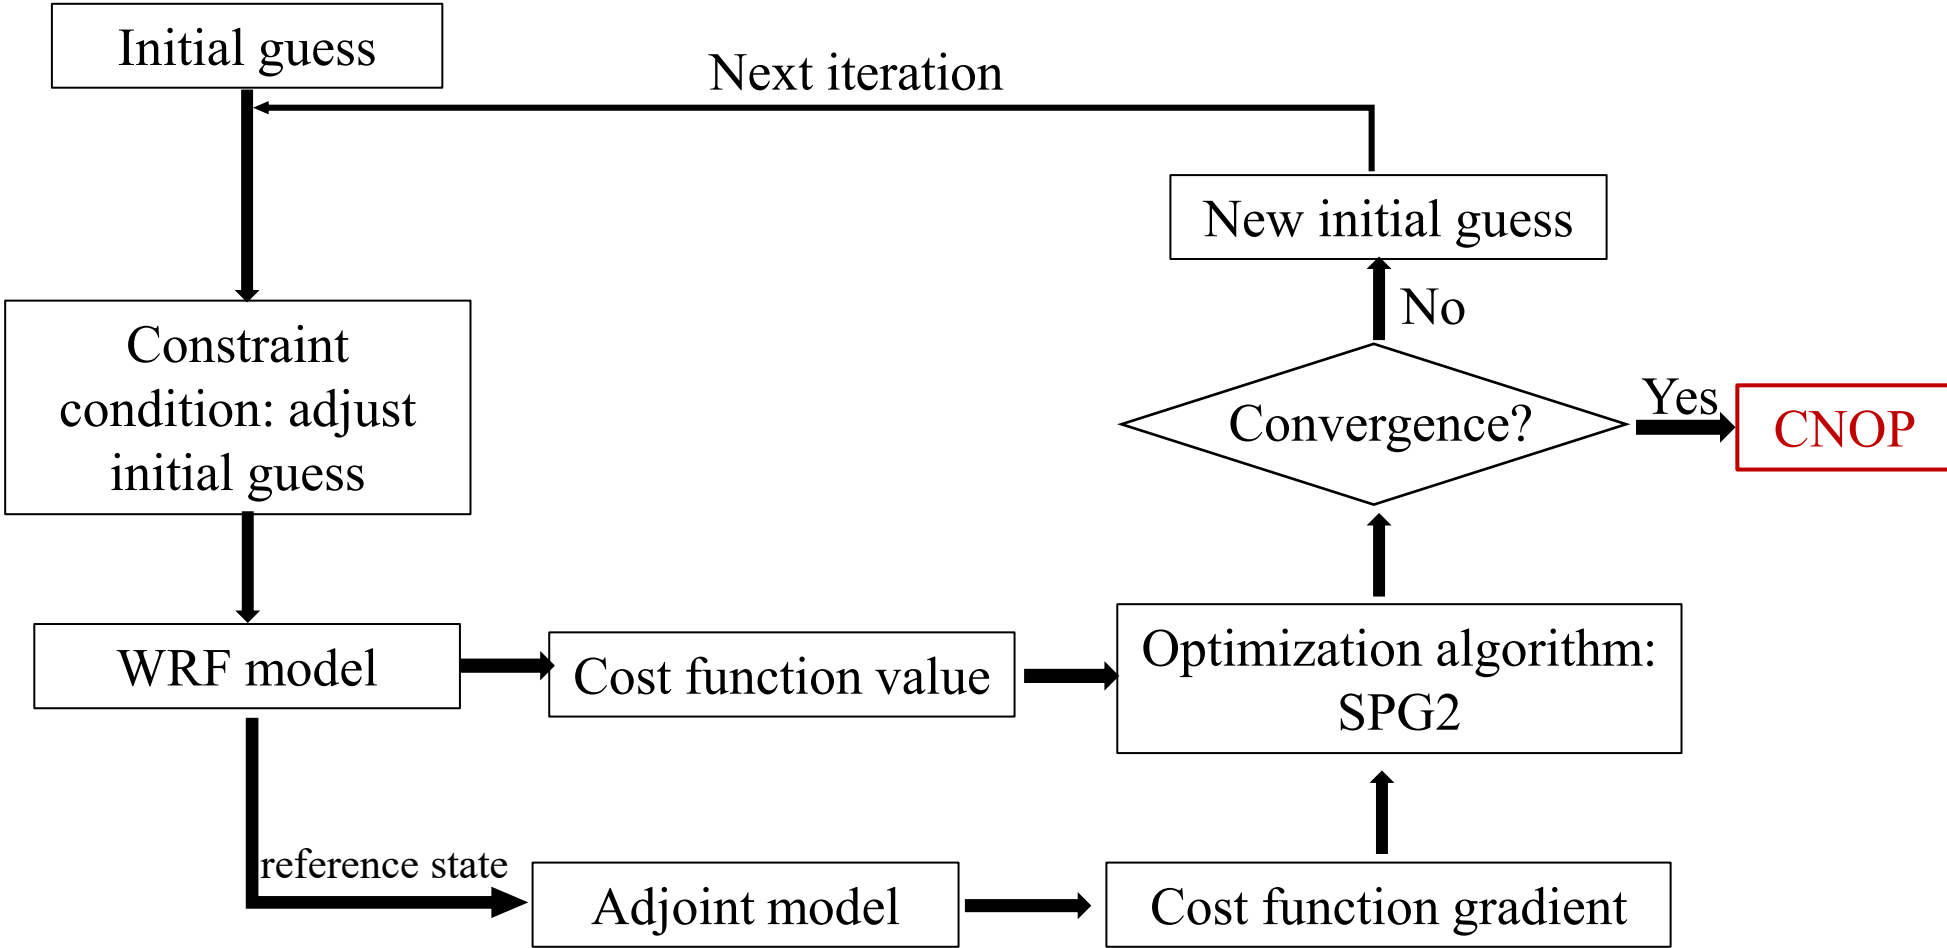 Initial guess
Next iteration
New initial guess
No
Constraint
condition: adjust
initial guess
Convergence?
Yes
CNOP
WRF model
Cost function value
Optimization algorithm:
SPG2
reference state
Adjoint model
Cost function gradient